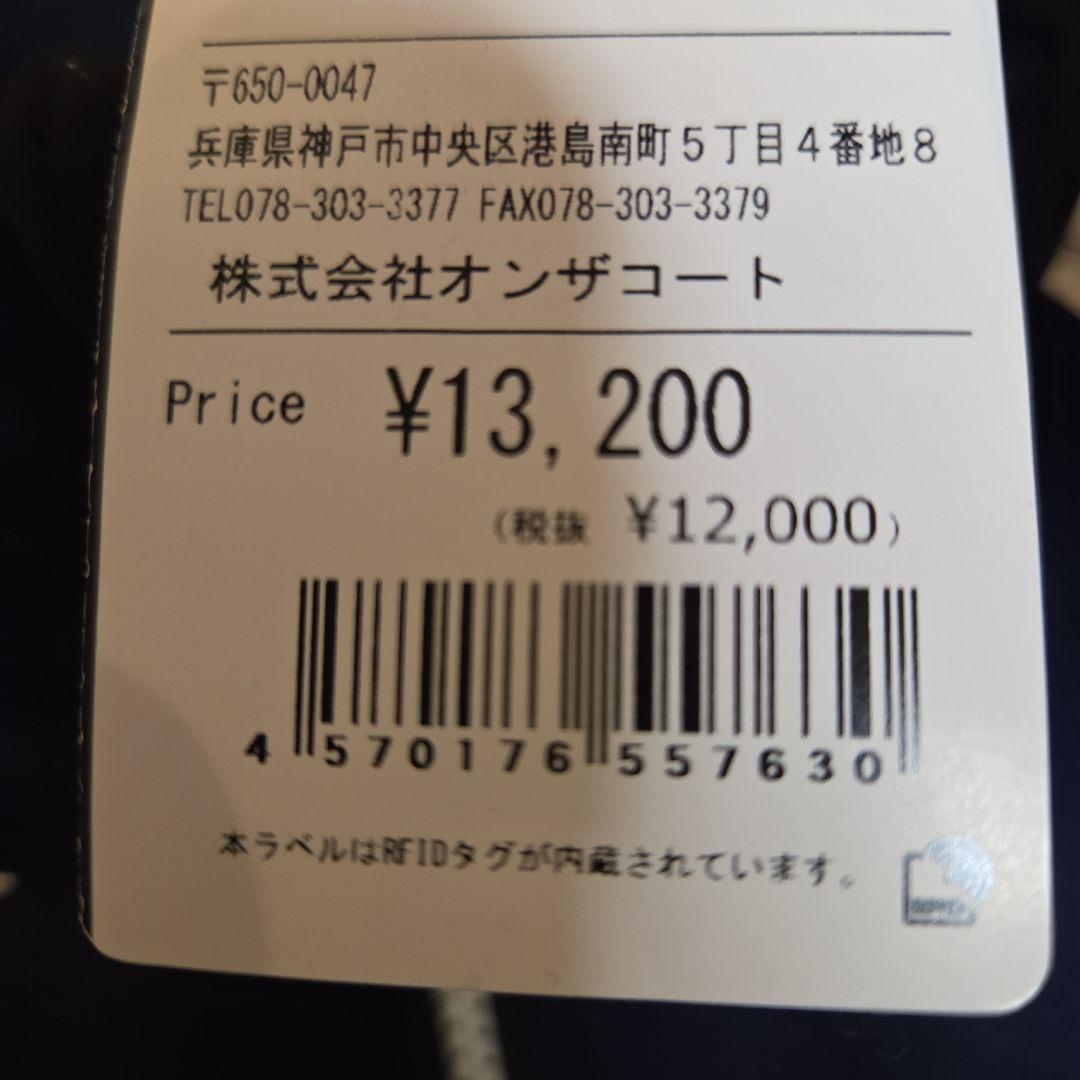 〒650-0047
兵庫県神戸市中央区港島南町5丁目4番地8
TEL078-303-3377 FAX078-303-3379
株式会社オンザコート
Price ¥13,200
(税抜 ¥12,000)
4 570176 557630
本ラベルはRFIDタグが内蔵されています。